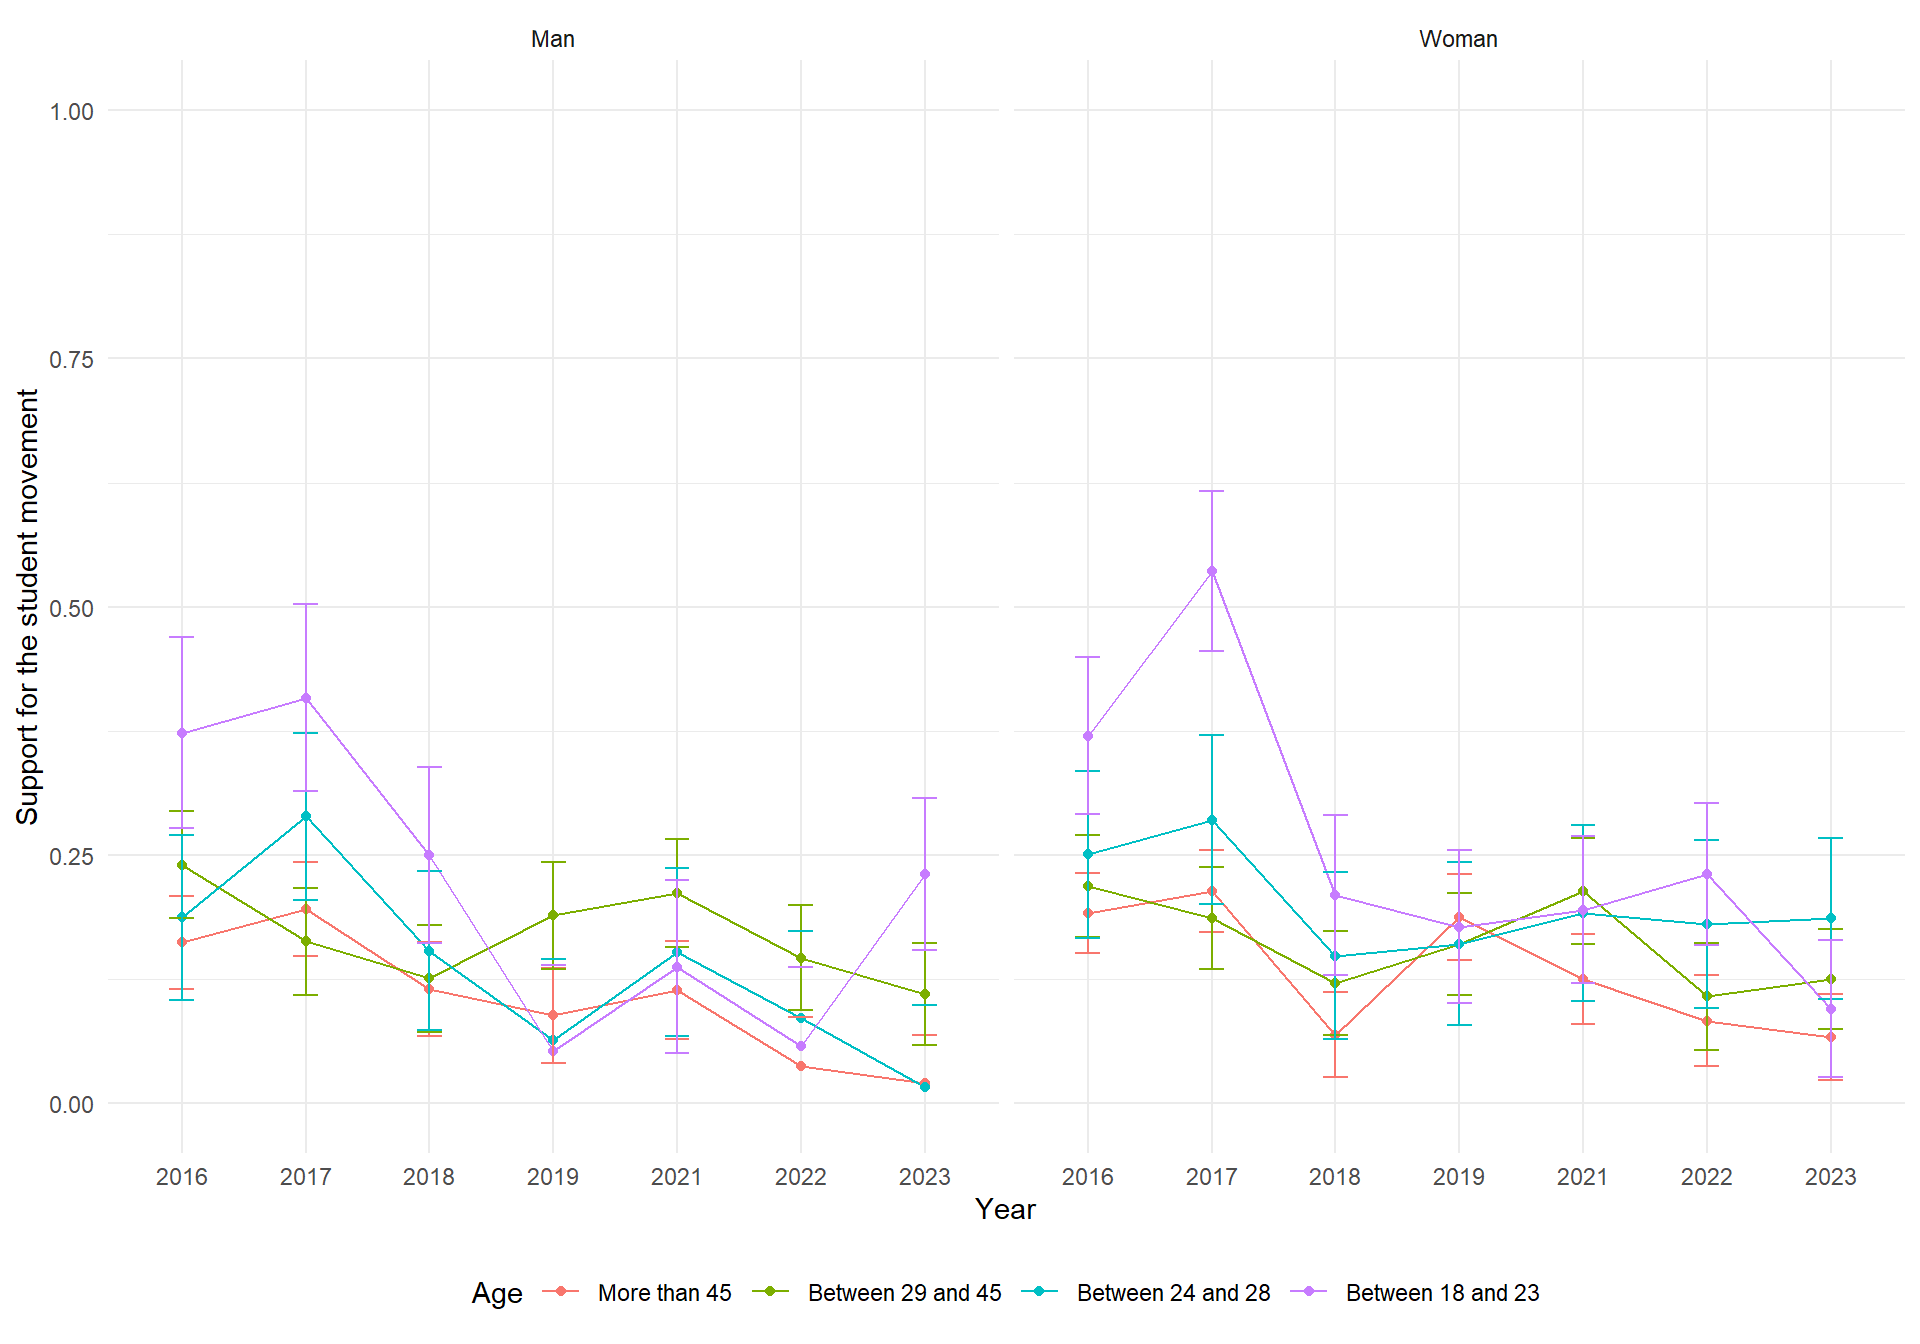 Man
Woman
1.00
0.75
0.50
0.25
0.00
Support for the student movement
2016 2017 2018 2019 2021 2022 2023
2016 2017 2018 2019 2021 2022 2023
Year
Age More than 45 Between 29 and 45 Between 24 and 28 Between 18 and 23